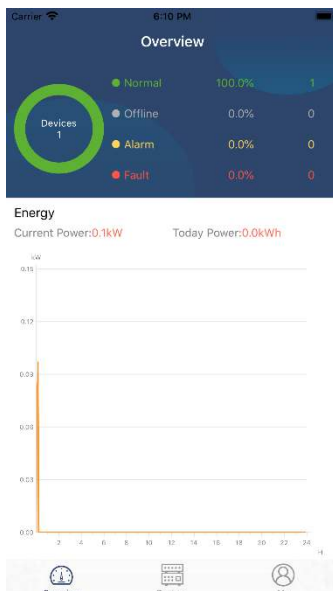 Carrier 6:10 PM
Overview
Devices
1
Normal 100.0% 1
Offline 0.0% 0
Alarm 0.0% 0
Fault 0.0% 0
Energy
Current Power:0.1kW Today Power:0.0kWh
kW
0.15
0.12
0.09
0.06
0.03
0.00
2 4 6 8 10 12 14 16 18 20 22 24
H